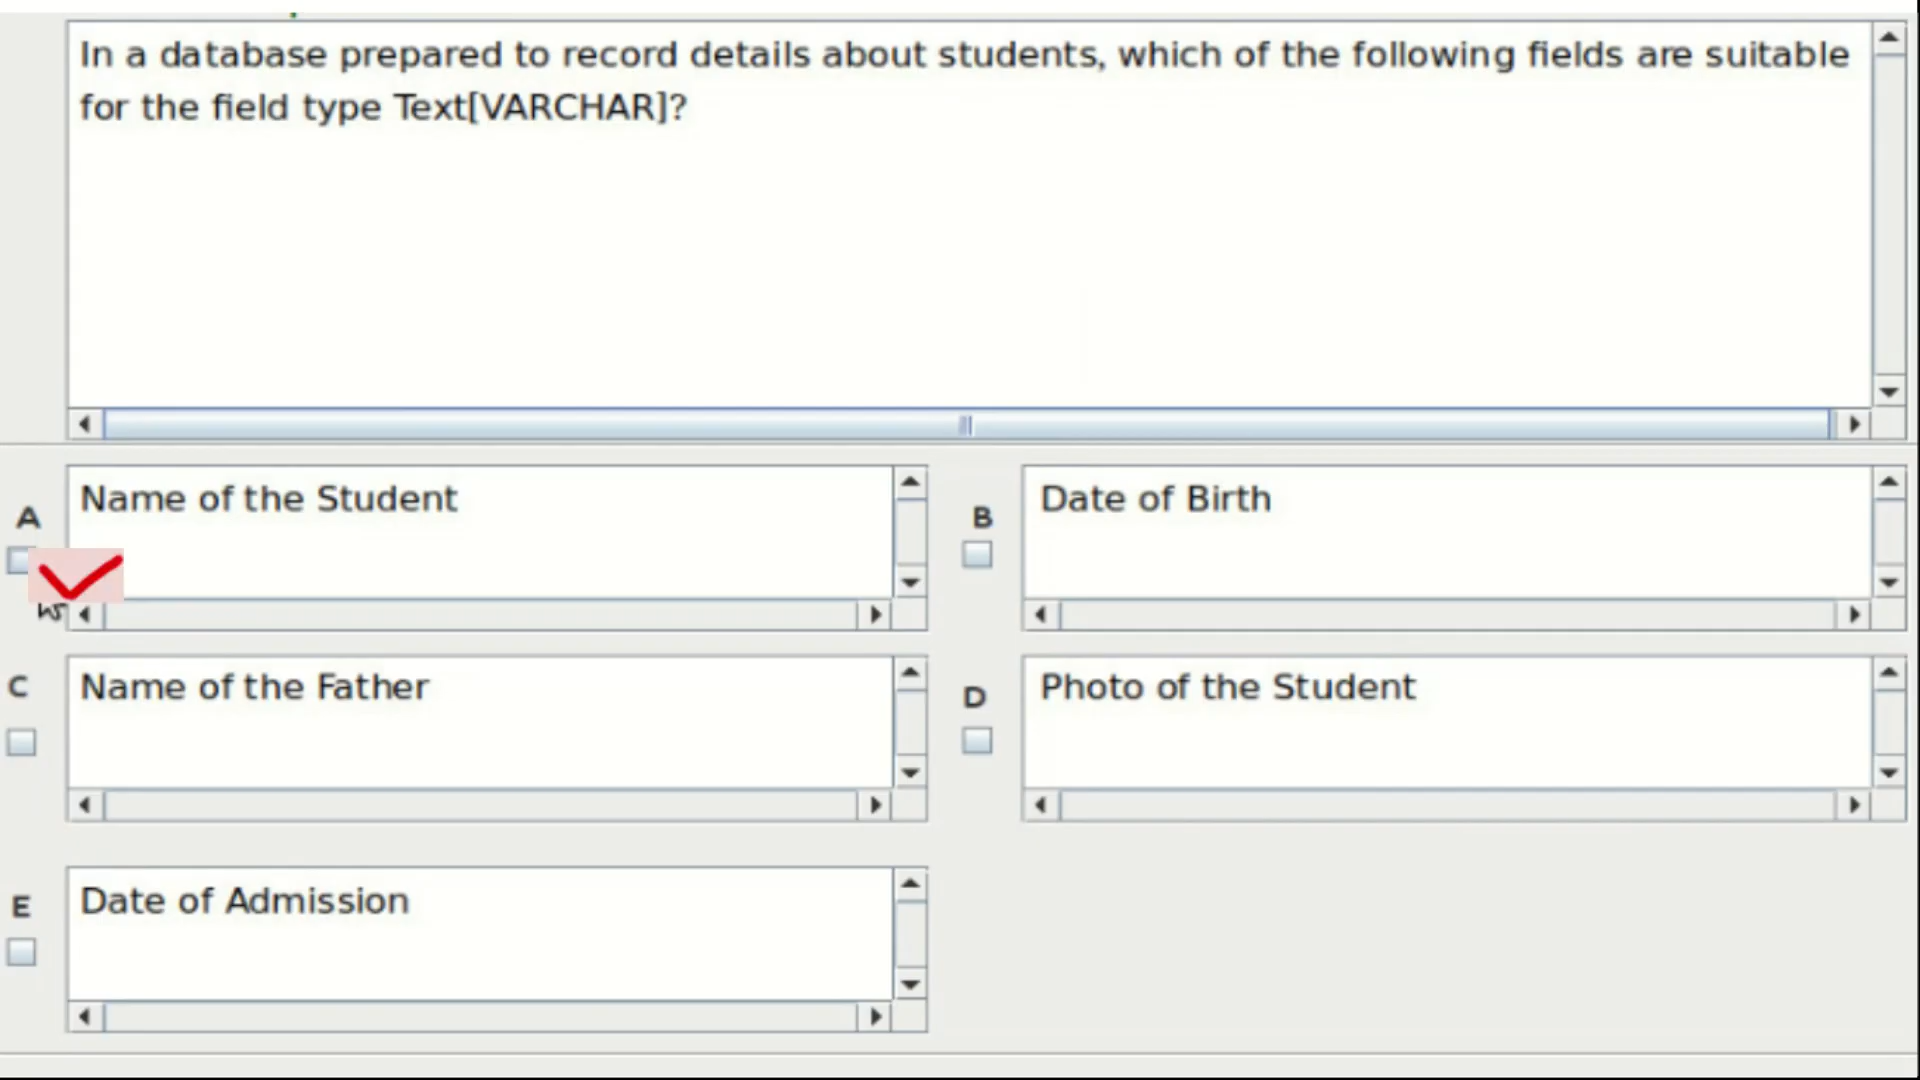 In a database prepared to record details about students, which of the following fields are suitable
for the field type Text[VARCHAR]?
A
Name of the Student
B
Date of Birth
C
Name of the Father
D
Photo of the Student
E
Date of Admission